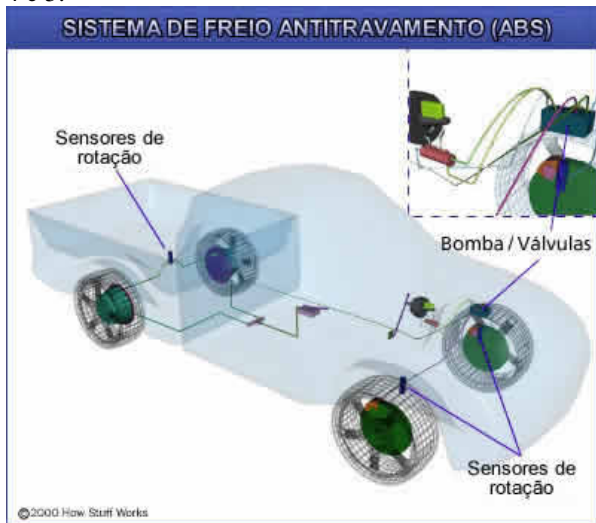 SISTEMA DE FREIO ANTITRAVAMENTO (ABS)
Sensores de
rotação
Bomba / Válvulas
Sensores de
rotação
©2000 How Stuff Works